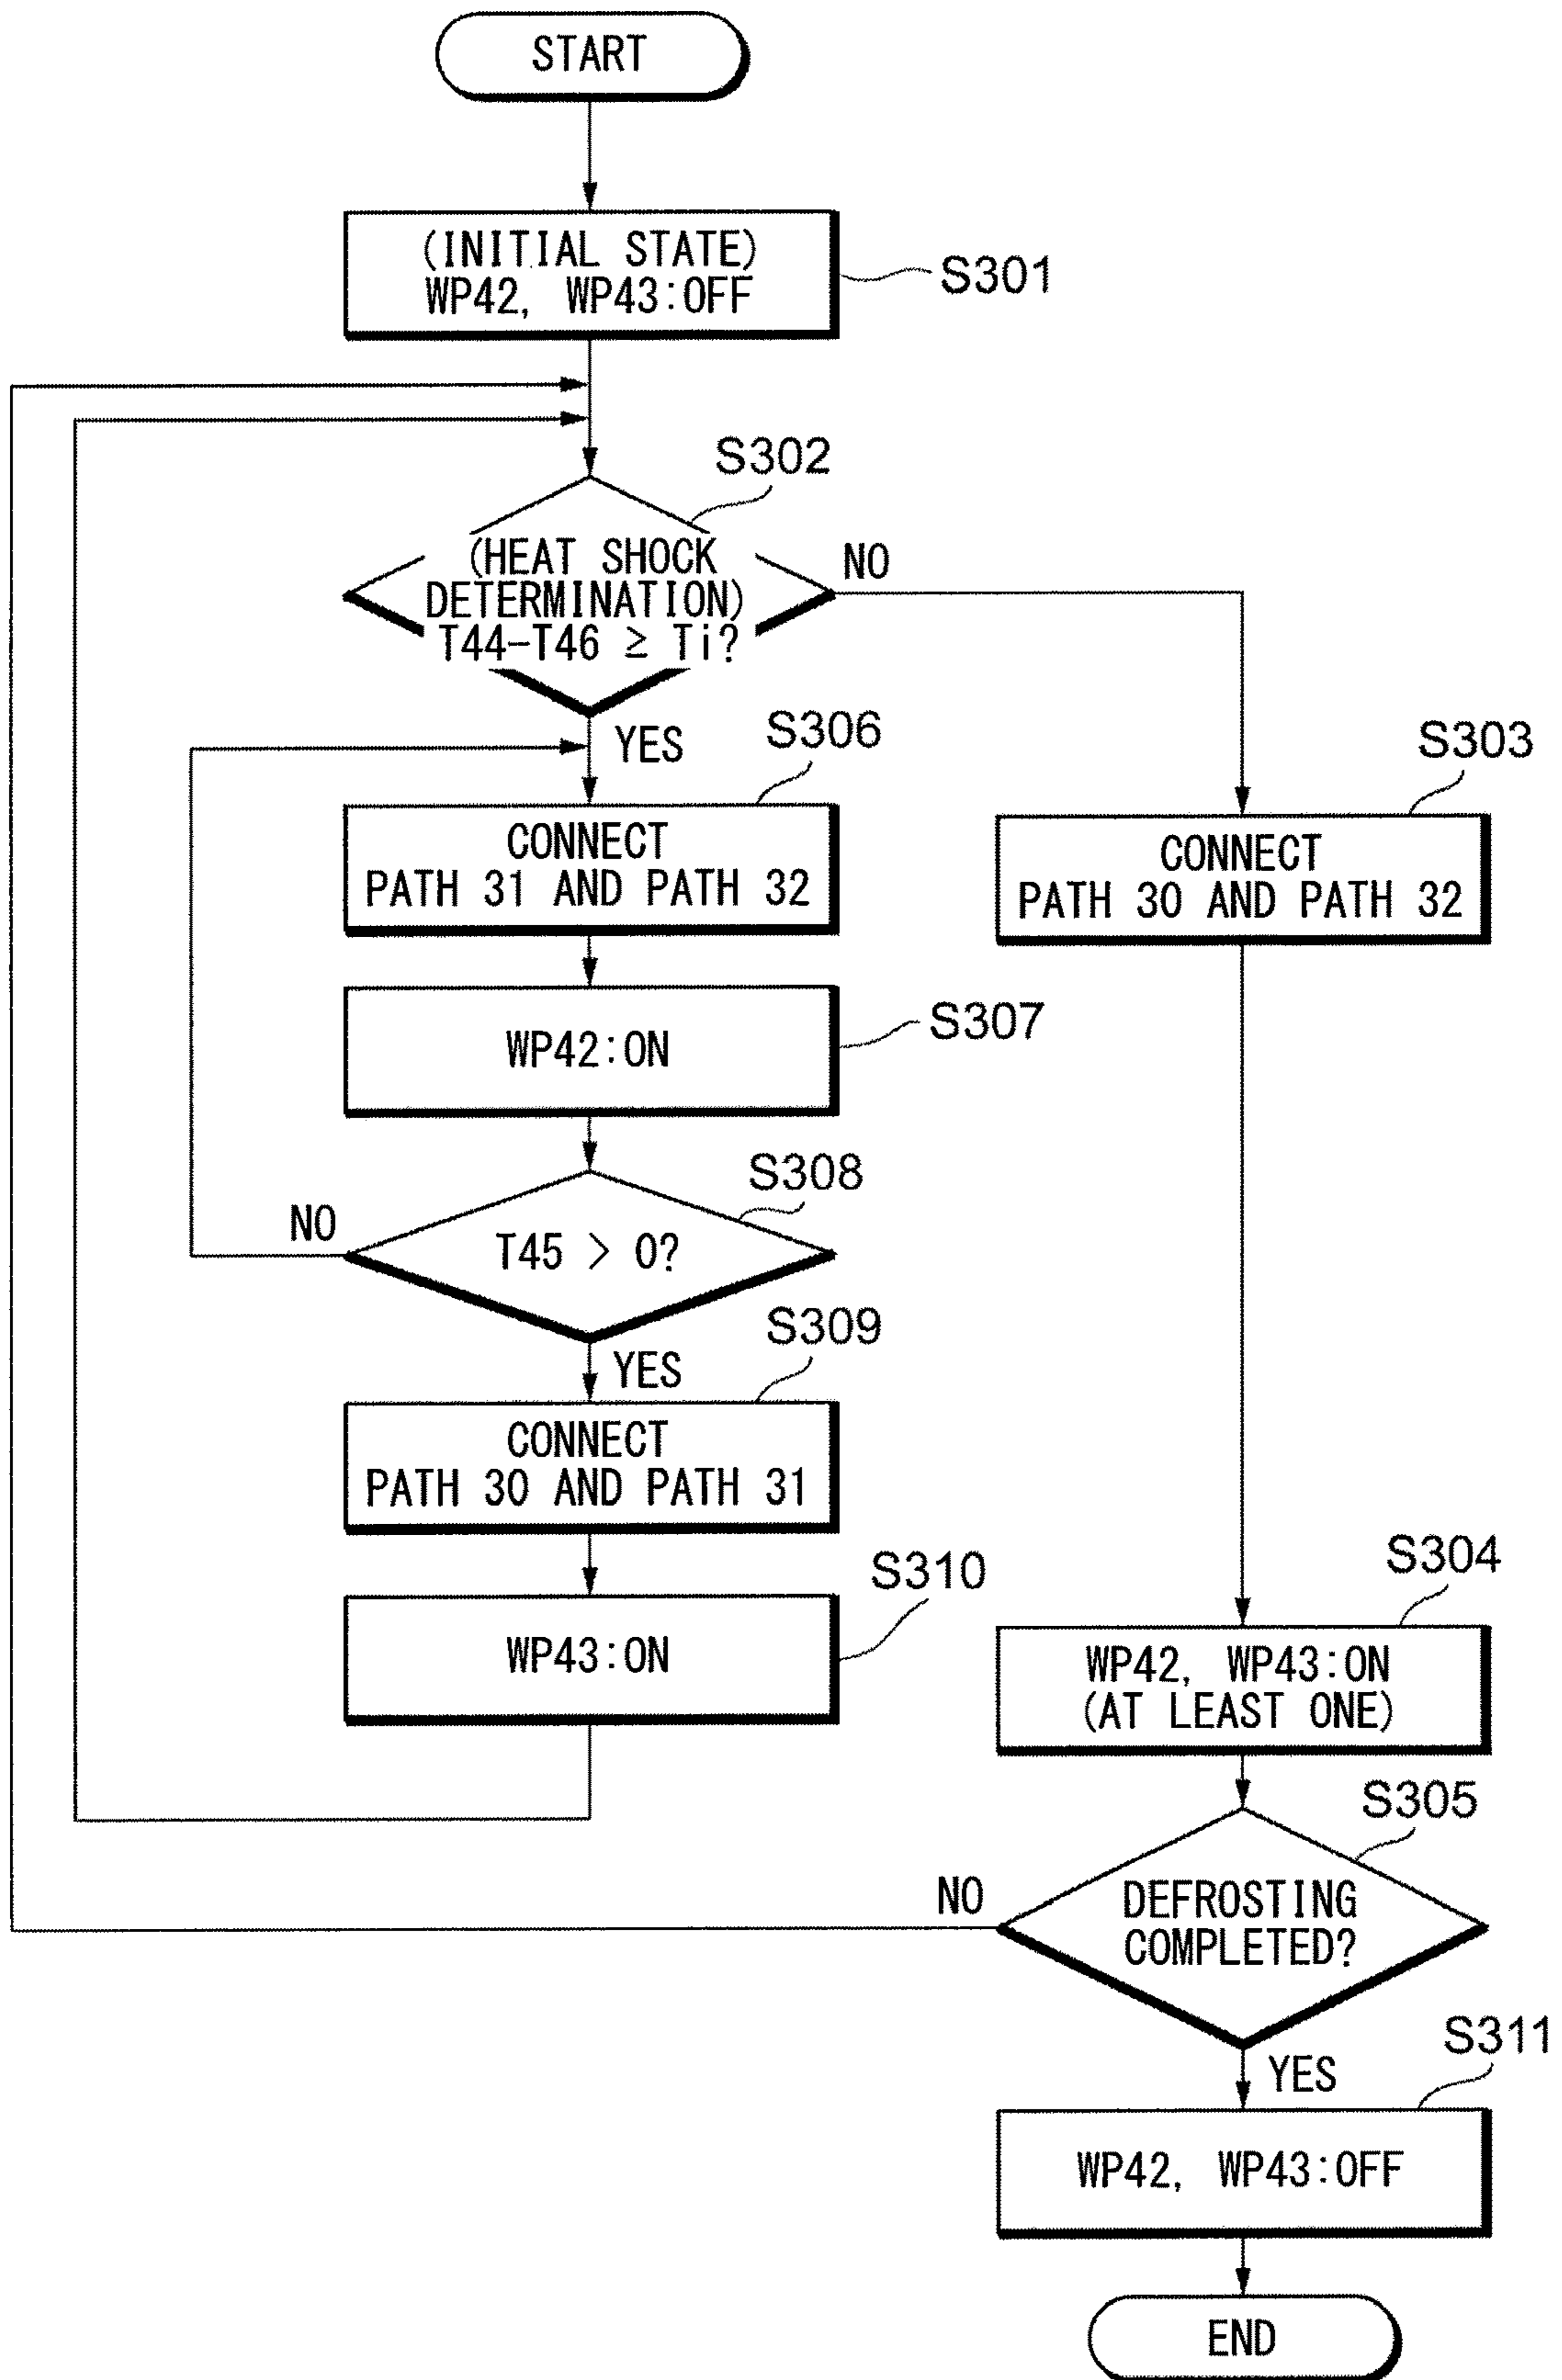 START
(INITIAL STATE)
WP42, WP43:OFF
S301
S302
(HEAT SHOCK
DETERMINATION)
T44-T46 ≥ Ti?
NO
YES
S306
CONNECT
PATH 31 AND PATH 32
S303
CONNECT
PATH 30 AND PATH 32
WP42:ON
S307
S308
T45 > 0?
NO
YES
S309
CONNECT
PATH 30 AND PATH 31
S310
WP43:ON
S304
WP42, WP43:ON
(AT LEAST ONE)
S305
DEFROSTING
COMPLETED?
NO
YES
S311
WP42, WP43:OFF
END